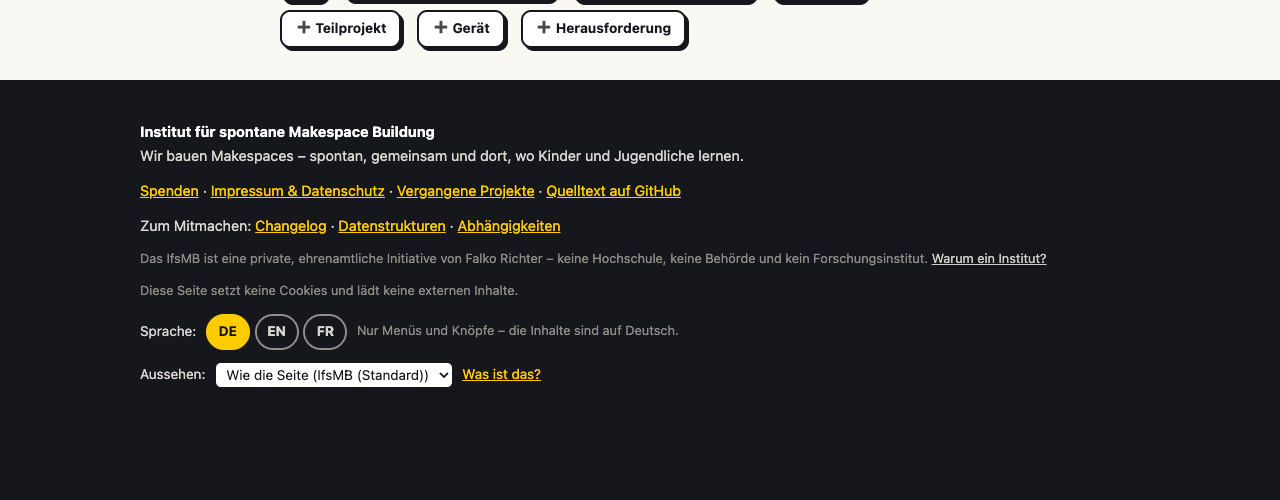 + Teilprojekt + Gerät + Herausforderung
Institut für spontane Makespace Buildung
Wir bauen Makespaces – spontan, gemeinsam und dort, wo Kinder und Jugendliche lernen.
Spenden · Impressum & Datenschutz · Vergangene Projekte · Quelltext auf GitHub
Zum Mitmachen: Changelog · Datenstrukturen · Abhängigkeiten
Das IfsMB ist eine private, ehrenamtliche Initiative von Falko Richter – keine Hochschule, keine Behörde und kein Forschungsinstitut. Warum ein Institut?
Diese Seite setzt keine Cookies und lädt keine externen Inhalte.
Sprache: DE EN FR Nur Menüs und Knöpfe – die Inhalte sind auf Deutsch.
Aussehen: Wie die Seite (IfsMB (Standard)) Was ist das?